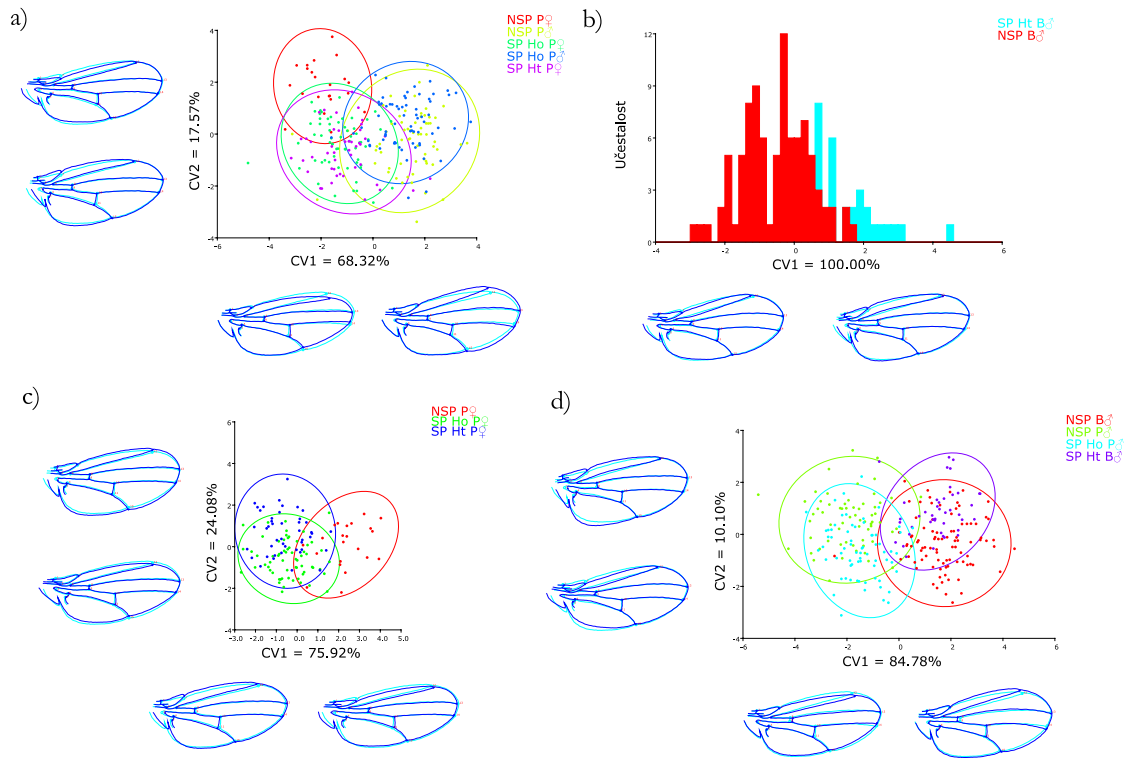 a)
NSP P♀
NSP P♂
SP Ho P♀
SP Ho P♂
SP Ht P♀
4
2
0
-2
-4
CV2 = 17.57%
-6 -4 -2 0 2 4
CV1 = 68.32%
b)
SP Ht B♂
NSP B♂
12
9
6
3
0
Učestalost
-4 -2 0 2 4 6
CV1 = 100.00%
c)
NSP P♀
SP Ho P♀
SP Ht P♀
6
4
2
0
-2
-4
CV2 = 24.08%
-3.0 -2.0 -1.0 0.0 1.0 2.0 3.0 4.0 5.0
CV1 = 75.92%
d)
NSP B♂
NSP P♂
SP Ho P♂
SP Ht B♂
4
2
0
-2
-4
CV2 = 10.10%
-6 -4 -2 0 2 4 6
CV1 = 84.78%